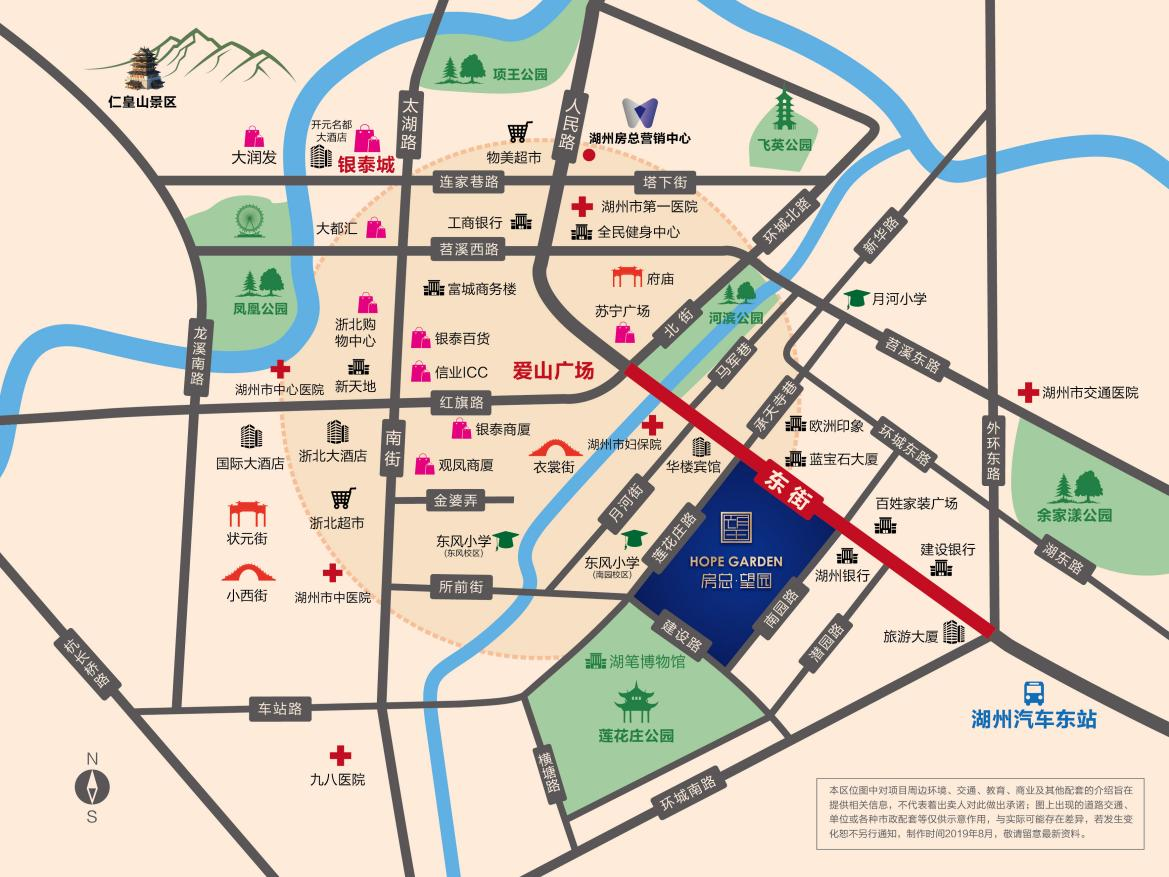 项王公园
仁皇山景区
太湖路
人民路
开元名都
大酒店
大润发
银泰城
物美超市
湖州房总营销中心
飞英公园
连家巷路
塔下街
湖州市第一医院
环城北路
大都汇
工商银行
全民健身中心
新华路
苕溪西路
府庙
富城商务楼
月河小学
凤凰公园
苏宁广场
河滨公园
浙北购
物中心
北街
龙溪南路
银泰百货
马军巷
苕溪东路
爱山广场
信业ICC
新天地
湖州市中心医院
承天寺巷
湖州市交通医院
红旗路
欧洲印象
银泰商厦
南街
湖州市妇保院
环城东路
外环东路
国际大酒店
浙北大酒店
观凤商厦
衣裳街
华楼宾馆
蓝宝石大厦
东街
金婆弄
月河街
百姓家装广场
余家漾公园
浙北超市
状元街
东风小学
(东风校区)
莲花庄路
建设银行
湖东路
HOPE GARDEN
房总·望园
东风小学
(南园校区)
湖州银行
所前街
小西街
湖州市中医院
南园路
建设路
潜园路
旅游大厦
杭长桥路
湖笔博物馆
车站路
莲花庄公园
湖州汽车东站
横塘路
九八医院
环城南路
N
S
本区位图中对项目周边环境、交通、教育、商业及其他配套的介绍旨在
提供相关信息，不代表着出卖人对此做出承诺；图上出现的道路交通、
单位或各种市政配套等仅供示意作用，与实际可能存在差异，若发生变
化恕不另行通知，制作时间2019年8月，敬请留意最新资料。